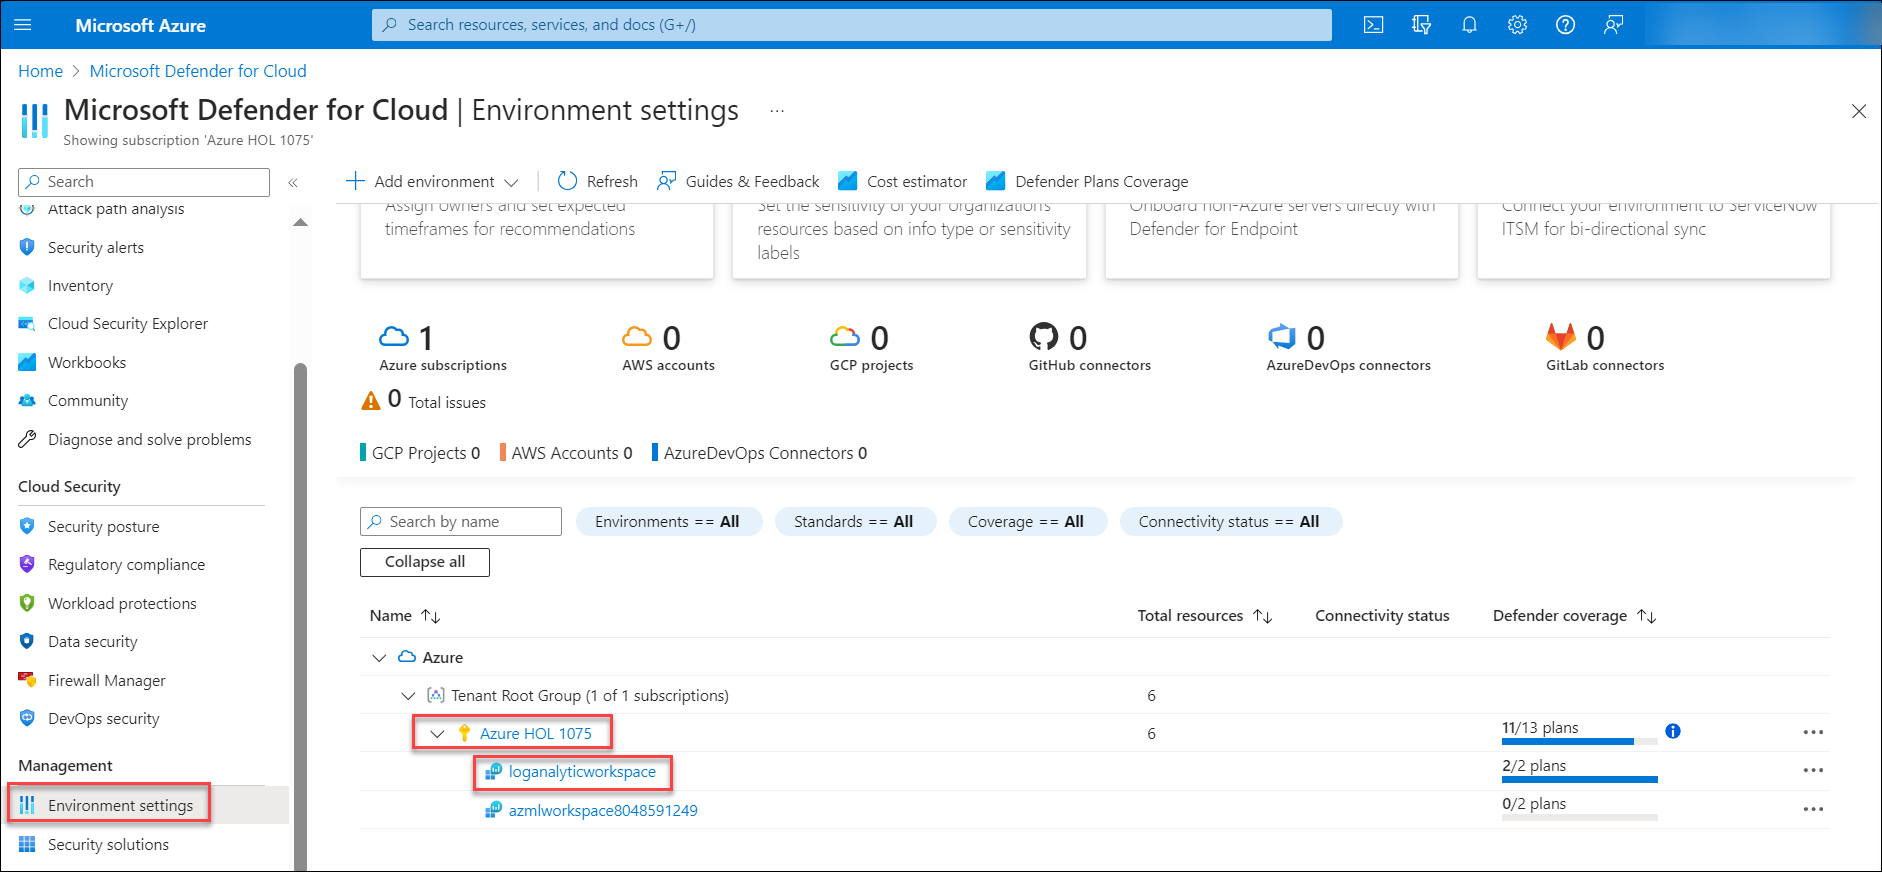 Microsoft Azure
Search resources, services, and docs (G+/)
Home > Microsoft Defender for Cloud
Microsoft Defender for Cloud | Environment settings ...
Showing subscription 'Azure HOL 1075'
Search
«
Add environment
Refresh
Guides & Feedback
Cost estimator
Defender Plans Coverage
Attack path analysis
Security alerts
Inventory
Cloud Security Explorer
Workbooks
Community
Diagnose and solve problems
Cloud Security
Security posture
Regulatory compliance
Workload protections
Data security
Firewall Manager
DevOps security
Management
Environment settings
Security solutions
Assign owners and set expected
timeframes for recommendations
Set the sensitivity of your organization's
resources based on info type or sensitivity
labels
Onboard non-Azure servers directly with
Defender for Endpoint
Connect your environment to ServiceNow
ITSM for bi-directional sync
1
Azure subscriptions
0
AWS accounts
0
GCP projects
0
GitHub connectors
0
AzureDevOps connectors
0
GitLab connectors
0 Total issues
GCP Projects 0
AWS Accounts 0
AzureDevOps Connectors 0
Search by name
Environments == All
Standards == All
Coverage == All
Connectivity status == All
Collapse all
Name
Total resources
Connectivity status
Defender coverage
Azure
Tenant Root Group (1 of 1 subscriptions)
6
Azure HOL 1075
6
11/13 plans
loganalyticworkspace
2/2 plans
azmlworkspace8048591249
0/2 plans